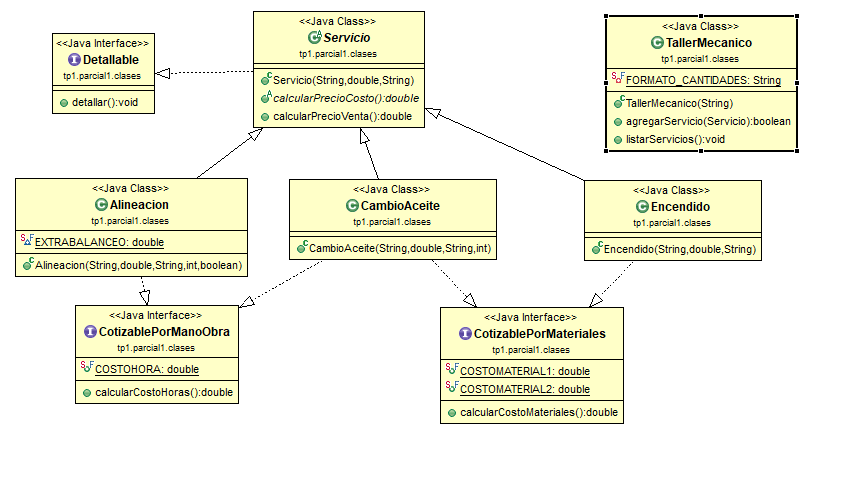 <<Java Interface>>
Detallable
tp1.parcial1.clases
detallar():void
<<Java Class>>
Servicio
tp1.parcial1.clases
Servicio(String,double,String)
calcularPrecioCosto():double
calcularPrecioVenta():double
<<Java Class>>
TallerMecanico
tp1.parcial1.clases
FORMATO_CANTIDADES: String
TallerMecanico(String)
agregarServicio(Servicio):boolean
listarServicios():void
<<Java Class>>
Alineacion
tp1.parcial1.clases
EXTRABALANCEO: double
Alineacion(String,double,String,int,boolean)
<<Java Class>>
CambioAceite
tp1.parcial1.clases
CambioAceite(String,double,String,int)
<<Java Class>>
Encendido
tp1.parcial1.clases
Encendido(String,double,String)
<<Java Interface>>
CotizablePorManoObra
tp1.parcial1.clases
COSTOHORA: double
calcularCostoHoras():double
<<Java Interface>>
CotizablePorMateriales
tp1.parcial1.clases
COSTOMATERIAL1: double
COSTOMATERIAL2: double
calcularCostoMateriales():double